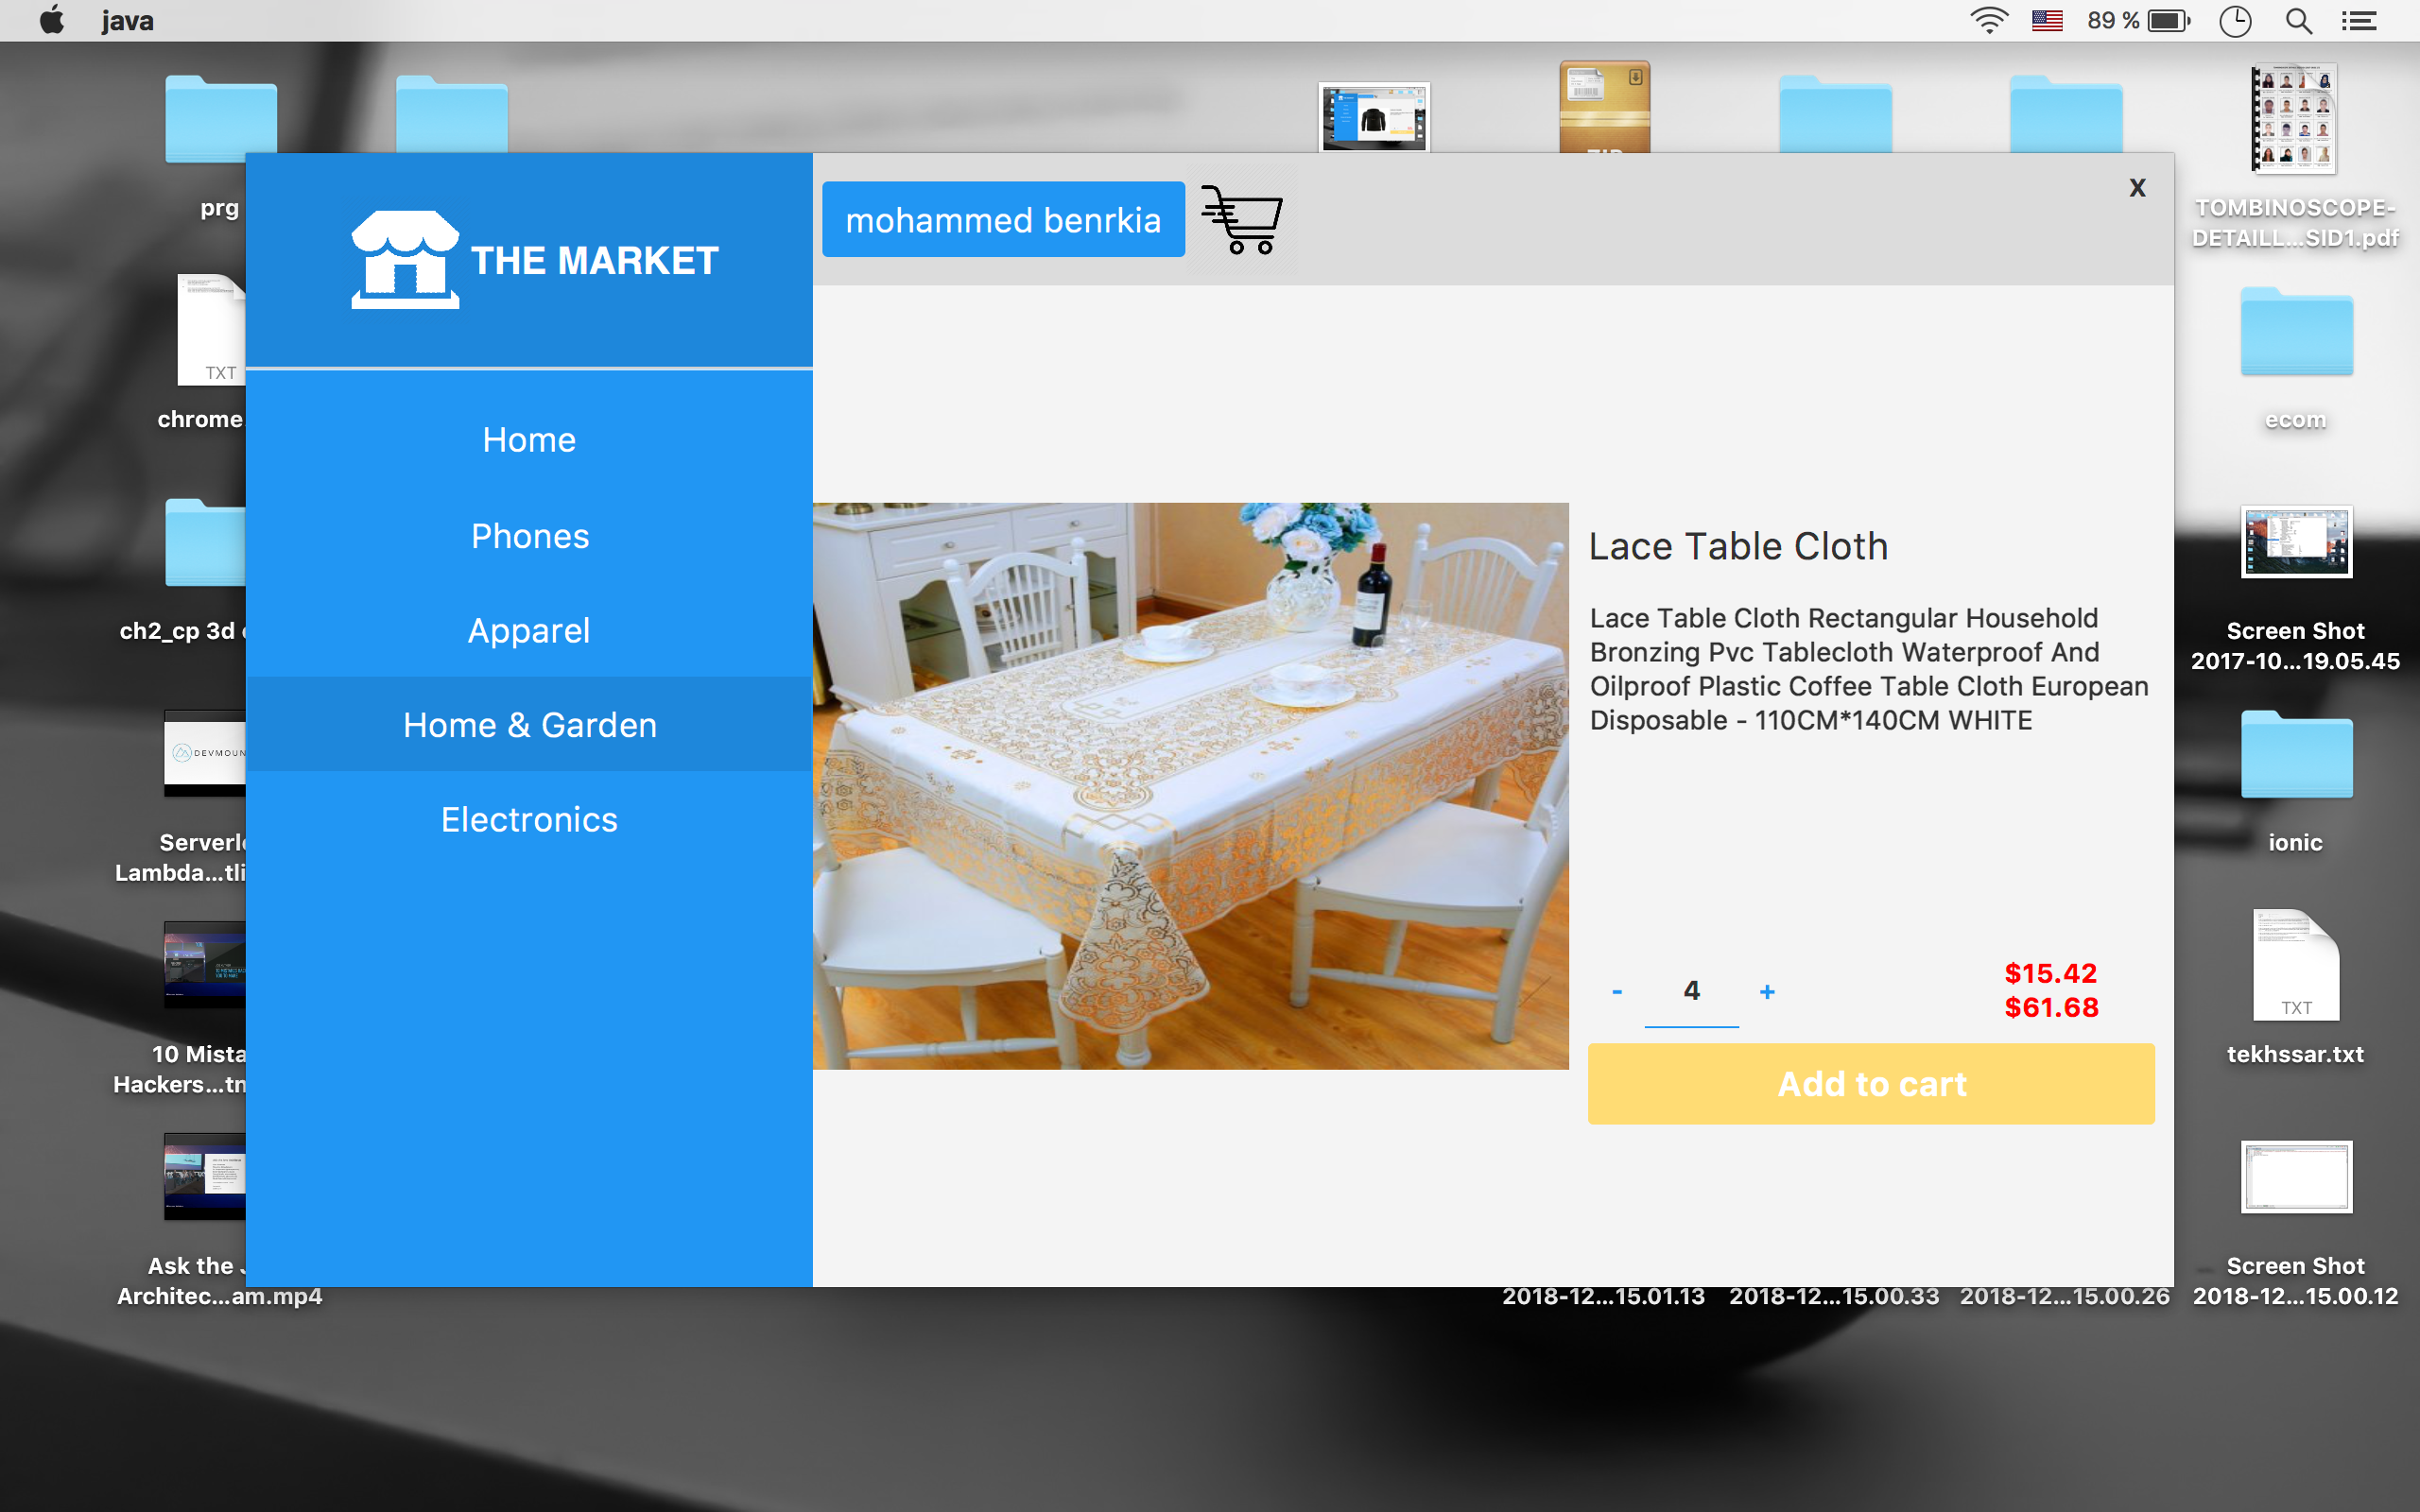 java
89 %
prg
ZIP
TOMBINOSCOPE-
DETAILL...SID1.pdf
THE MARKET
mohammed benrkia
x
TXT
chrome.
ecom
Home
Phones
Apparel
Home & Garden
Electronics
Lace Table Cloth
Lace Table Cloth Rectangular Household
Bronzing Pvc Tablecloth Waterproof And
Oilproof Plastic Coffee Table Cloth European
Disposable - 110CM*140CM WHITE
- 4 +
$15.42
$61.68
Add to cart
ch2_cp 3d
Screen Shot
2017-10...19.05.45
DEVMOUN
Serverle
Lambda...tli
ionic
10 Mista
Hackers...tn
TXT
tekhssar.txt
Ask the
Architec...am.mp4
2018-12...15.01.13
2018-12...15.00.33
2018-12...15.00.26
Screen Shot
2018-12...15.00.12